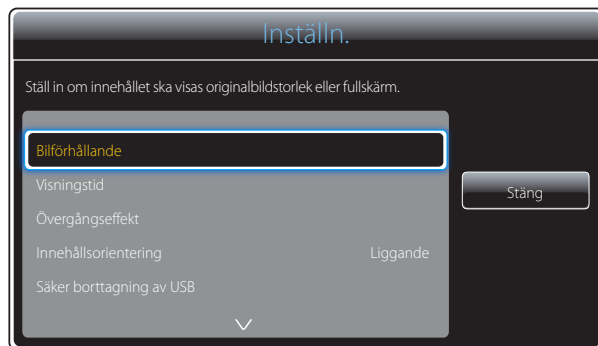 Inställn.
Ställ in om innehållet ska visas originalbildstorlek eller fullskärm.
Bilförhållande
Visningstid
Övergångseffekt
Innehållsorientering Liggande
Säker borttagning av USB
Stäng